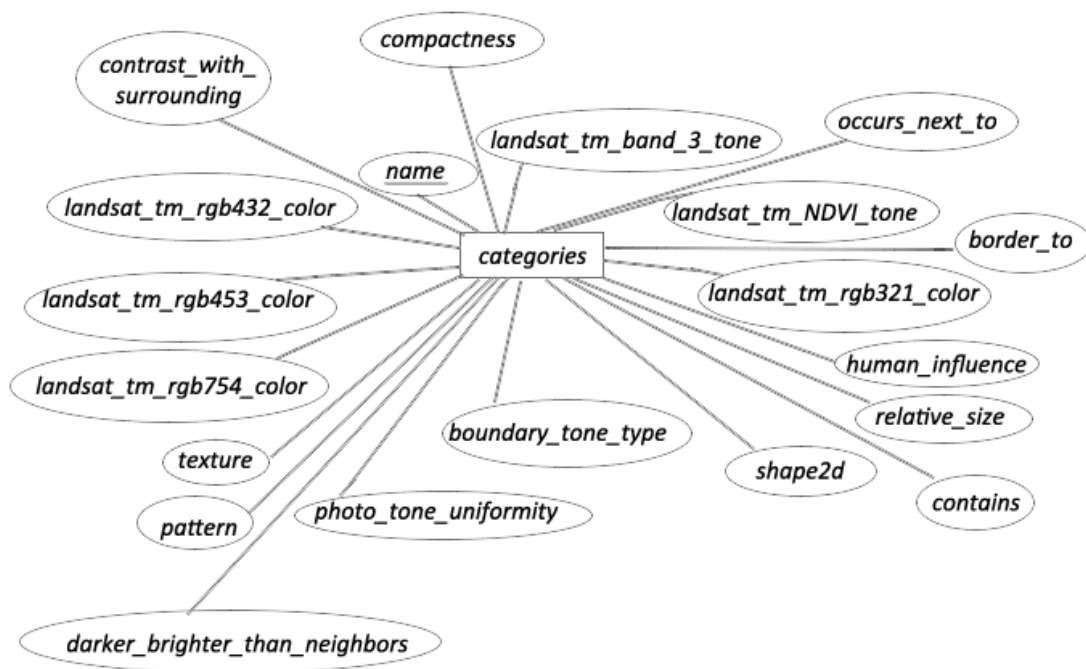 compactness
contrast_with_
surrounding
landsat_tm_band_3_tone
occurs_next_to
name
landsat_tm_rgb432_color
landsat_tm_NDVI_tone
border_to
categories
landsat_tm_rgb453_color
landsat_tm_rgb321_color
human_influence
landsat_tm_rgb754_color
relative_size
boundary_tone_type
texture
shape2d
contains
pattern
photo_tone_uniformity
darker_brighter_than_neighbors